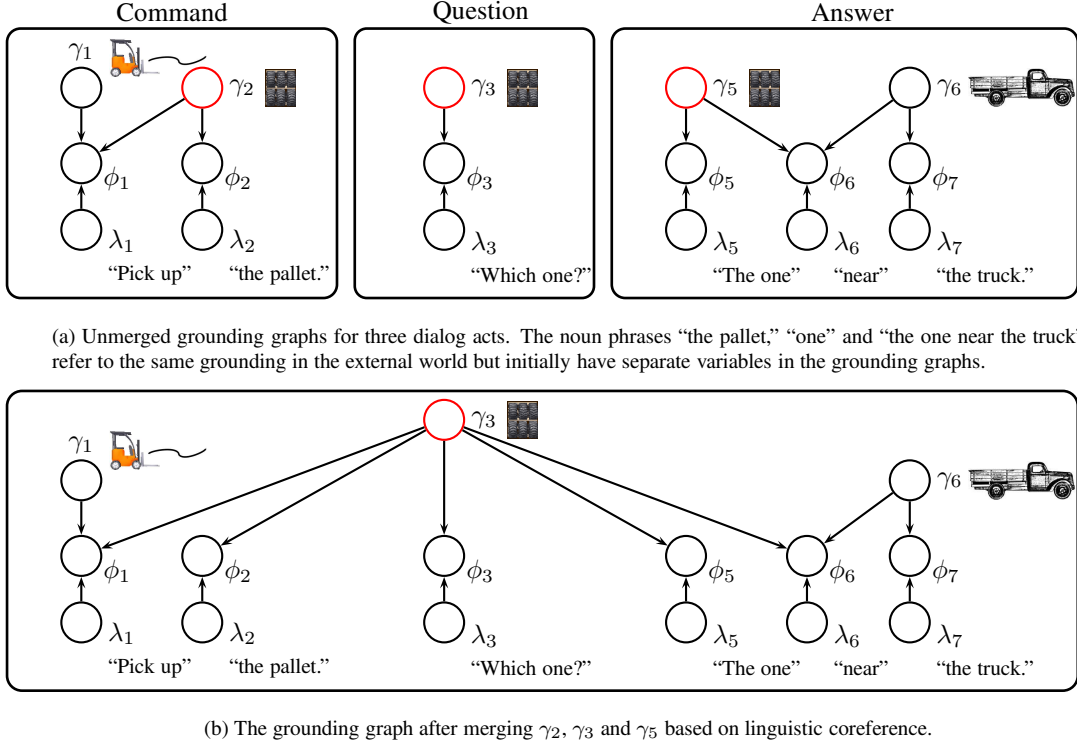 Command Question Answer
γ1 γ2 γ3 γ5 γ6
ϕ1 ϕ2 ϕ3 ϕ5 ϕ6 ϕ7
λ1 λ2 λ3 λ5 λ6 λ7
“Pick up” “the pallet.” “Which one?” “The one” “near” “the truck.”
(a) Unmerged grounding graphs for three dialog acts. The noun phrases “the pallet,” “one” and “the one near the truck”
refer to the same grounding in the external world but initially have separate variables in the grounding graphs.
γ3
γ1 γ6
ϕ1 ϕ2 ϕ3 ϕ5 ϕ6 ϕ7
λ1 λ2 λ3 λ5 λ6 λ7
“Pick up” “the pallet.” “Which one?” “The one” “near” “the truck.”
(b) The grounding graph after merging γ2, γ3 and γ5 based on linguistic coreference.